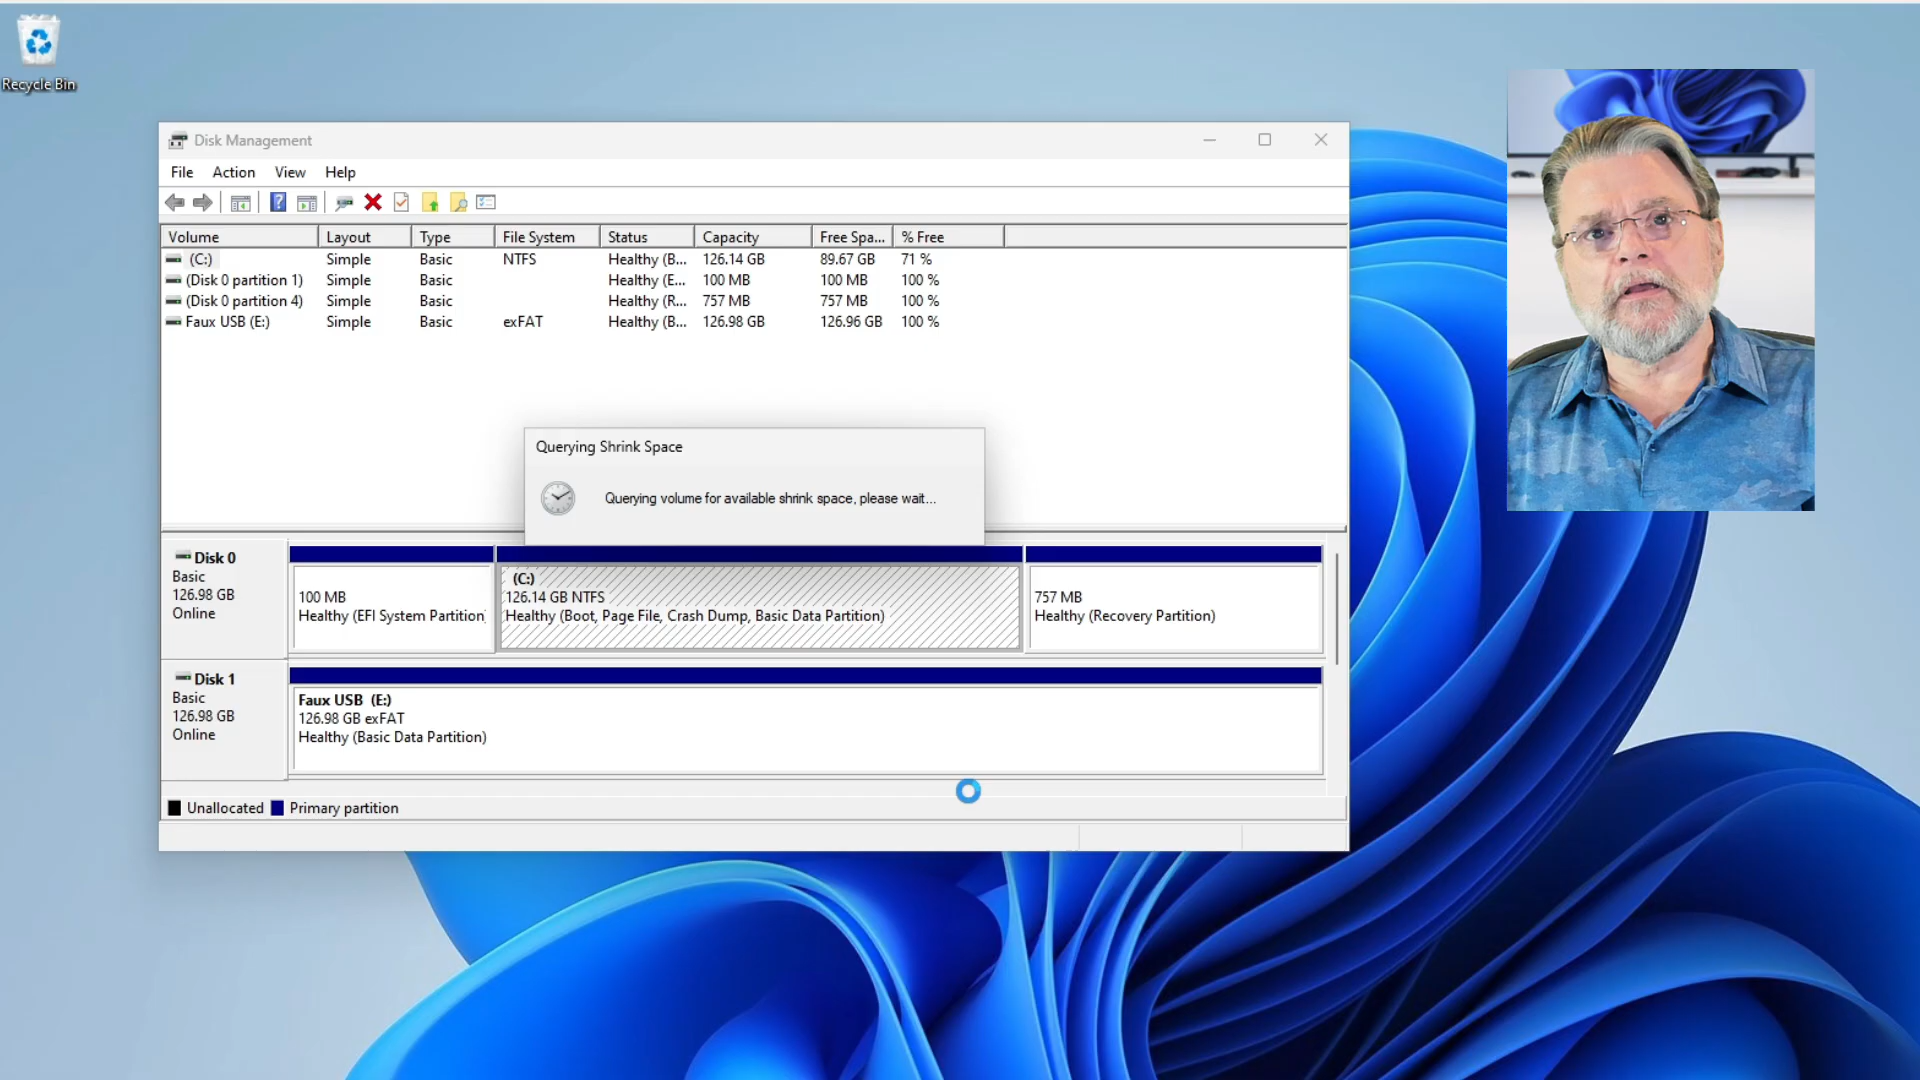 Recycle Bin
Disk Management
File Action View Help
Volume Layout Type File System Status Capacity Free Spa... % Free
(C:) Simple Basic NTFS Healthy (B... 126.14 GB 89.67 GB 71 %
(Disk 0 partition 1) Simple Basic Healthy (E... 100 MB 100 MB 100 %
(Disk 0 partition 4) Simple Basic Healthy (R... 757 MB 757 MB 100 %
Faux USB (E:) Simple Basic exFAT Healthy (B... 126.98 GB 126.96 GB 100 %
Querying Shrink Space
Querying volume for available shrink space, please wait...
Disk 0
Basic
126.98 GB
Online
100 MB
Healthy (EFI System Partition)
(C:)
126.14 GB NTFS
Healthy (Boot, Page File, Crash Dump, Basic Data Partition)
757 MB
Healthy (Recovery Partition)
Disk 1
Basic
126.98 GB
Online
Faux USB (E:)
126.98 GB exFAT
Healthy (Basic Data Partition)
Unallocated Primary partition